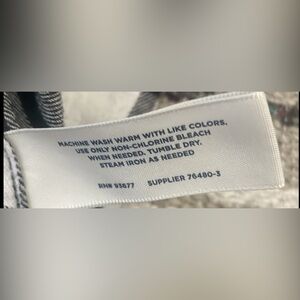 MACHINE WASH WARM WITH LIKE COLORS,
USE ONLY NON-CHLORINE BLEACH
WHEN NEEDED. TUMBLE DRY.
STEAM IRON AS NEEDED
RN# 93677 SUPPLIER 76480-3